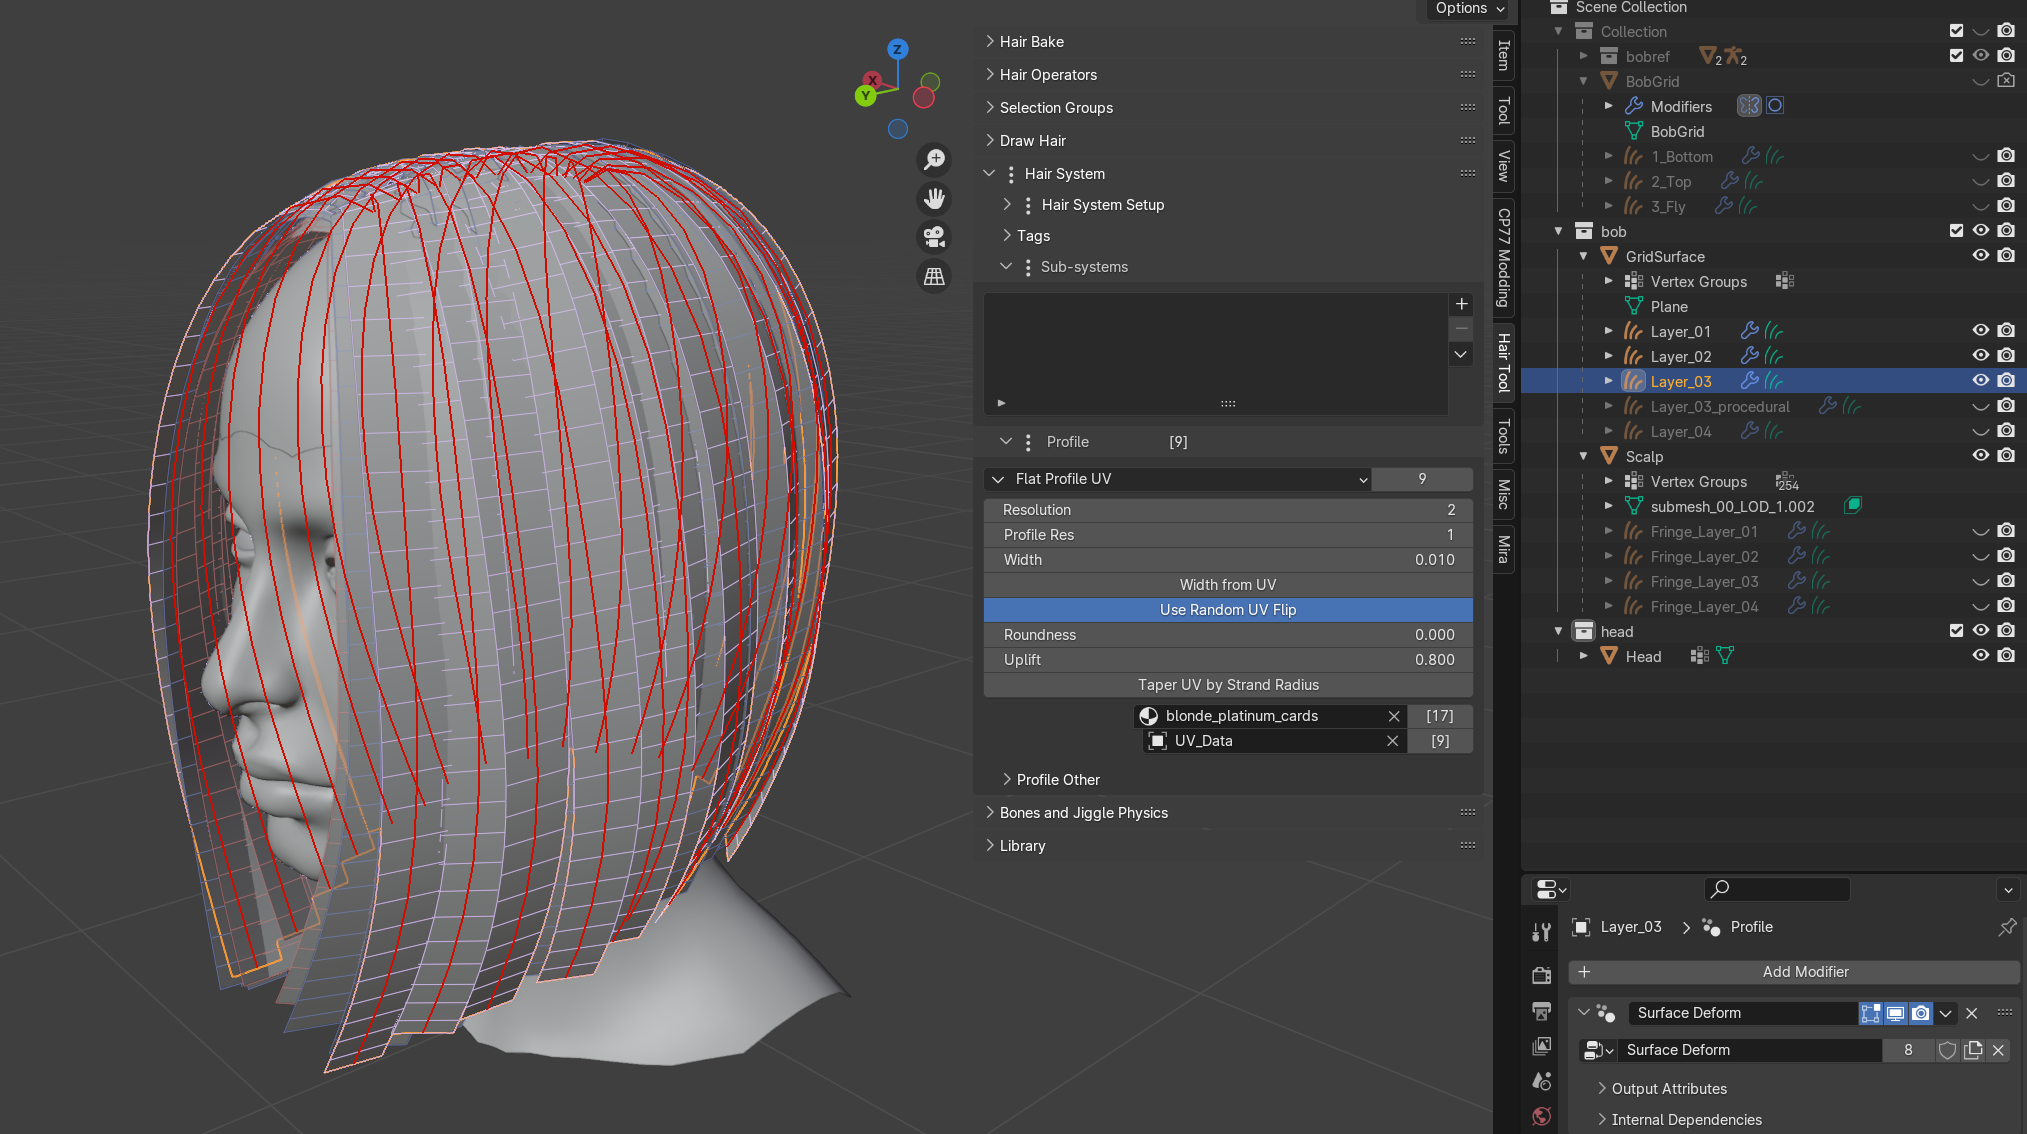 Options
Z
X
Y
Hair Bake
Hair Operators
Selection Groups
Draw Hair
Hair System
Hair System Setup
Tags
Sub-systems
Profile [9]
Flat Profile UV 9
Resolution 2
Profile Res 1
Width 0.010
Width from UV
Use Random UV Flip
Roundness 0.000
Uplift 0.800
Taper UV by Strand Radius
blonde_platinum_cards [17]
UV_Data [9]
Profile Other
Bones and Jiggle Physics
Library
Item
Tool
View
CP77 Modding
Hair Tool
Tools
Misc
Mira
Scene Collection
Collection
bobref 2 2
BobGrid
Modifiers
BobGrid
1_Bottom
2_Top
3_Fly
bob
GridSurface
Vertex Groups
Plane
Layer_01
Layer_02
Layer_03
Layer_03_procedural
Layer_04
Scalp
Vertex Groups 254
submesh_00_LOD_1.002
Fringe_Layer_01
Fringe_Layer_02
Fringe_Layer_03
Fringe_Layer_04
head
Head
Layer_03 Profile
Add Modifier
Surface Deform
Surface Deform 8
Output Attributes
Internal Dependencies